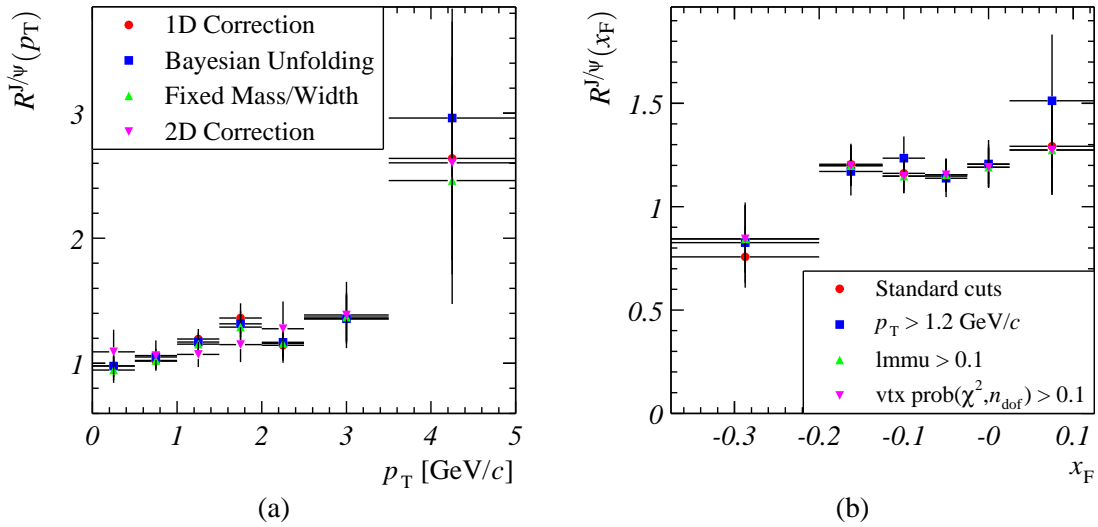 R^{J/ψ}(p_T)
1D Correction
Bayesian Unfolding
Fixed Mass/Width
2D Correction
3
2
1
0 1 2 3 4 5
p_T [GeV/c]
(a)
R^{J/ψ}(x_F)
1.5
1
0.5
0
Standard cuts
p_T > 1.2 GeV/c
lmmu > 0.1
vtx prob(χ²,n_dof) > 0.1
-0.3 -0.2 -0.1 -0 0.1
x_F
(b)